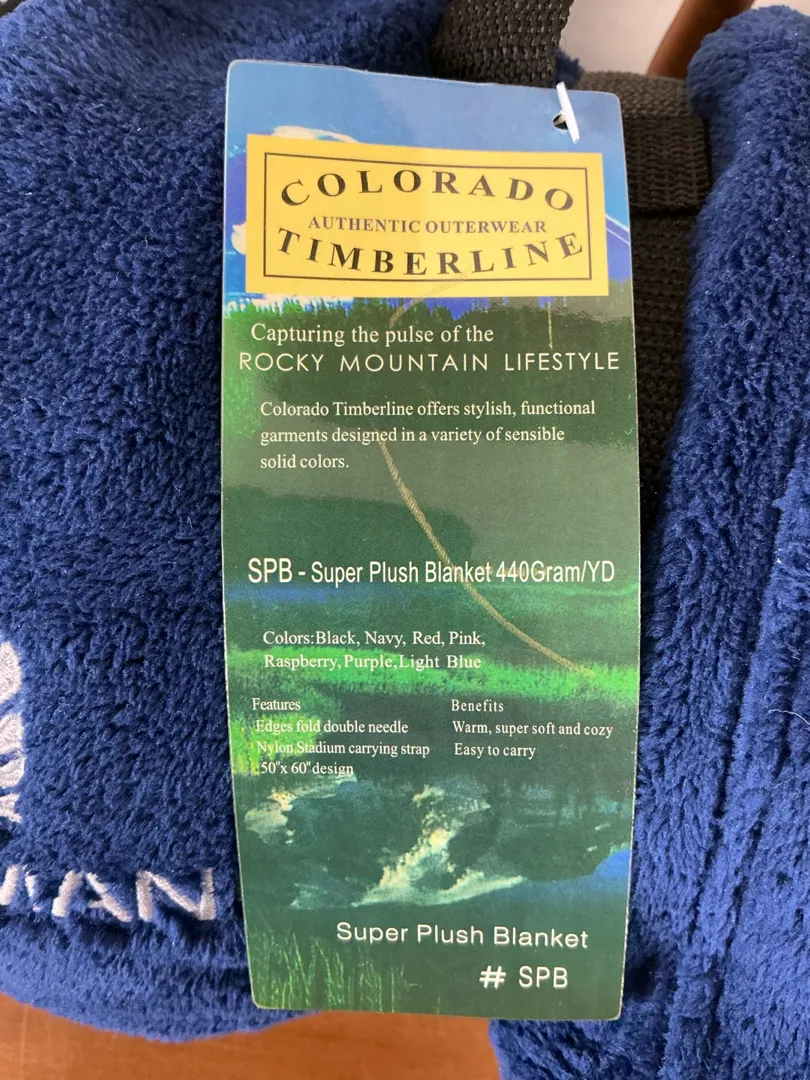 COLORADO
AUTHENTIC OUTERWEAR
TIMBERLINE
Capturing the pulse of the
ROCKY MOUNTAIN LIFESTYLE
Colorado Timberline offers stylish, functional
garments designed in a variety of sensible
solid colors.
SPB - Super Plush Blanket 440Gram/YD
Colors:Black, Navy, Red, Pink,
Raspberry, Purple, Light Blue
Features
Edges fold double needle
Nylon Stadium carrying strap
50"x 60" design
Benefits
Warm, super soft and cozy
Easy to carry
Super Plush Blanket
# SPB